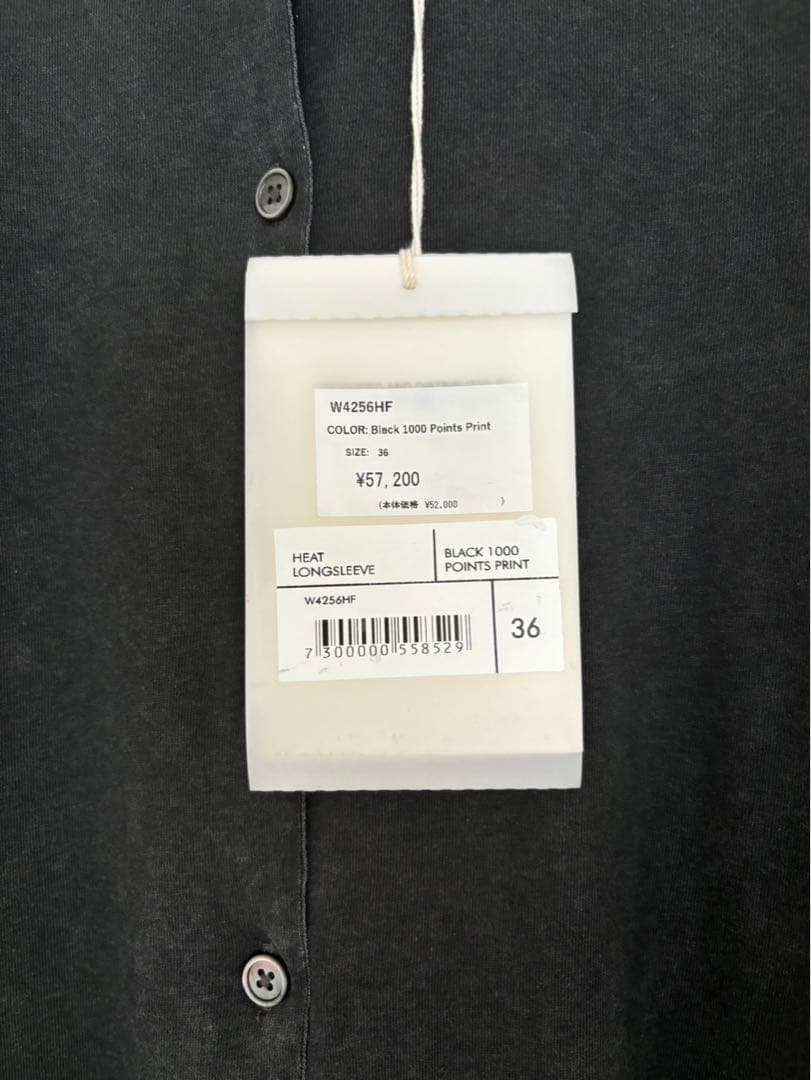 W4256HF
COLOR: Black 1000 Points Print
SIZE: 36
¥57,200
(本体価格 ¥52,000 )
HEAT
LONGSLEEVE
BLACK 1000
POINTS PRINT
W4256HF
7 300000 558529
36